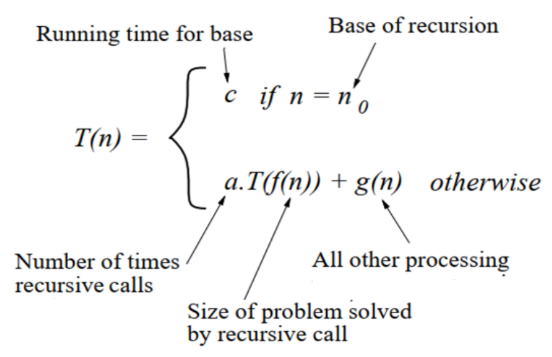 Running time for base
Base of recursion
c if n = n₀
T(n) =
a.T(f(n)) + g(n) otherwise
Number of times
recursive calls
All other processing
Size of problem solved
by recursive call